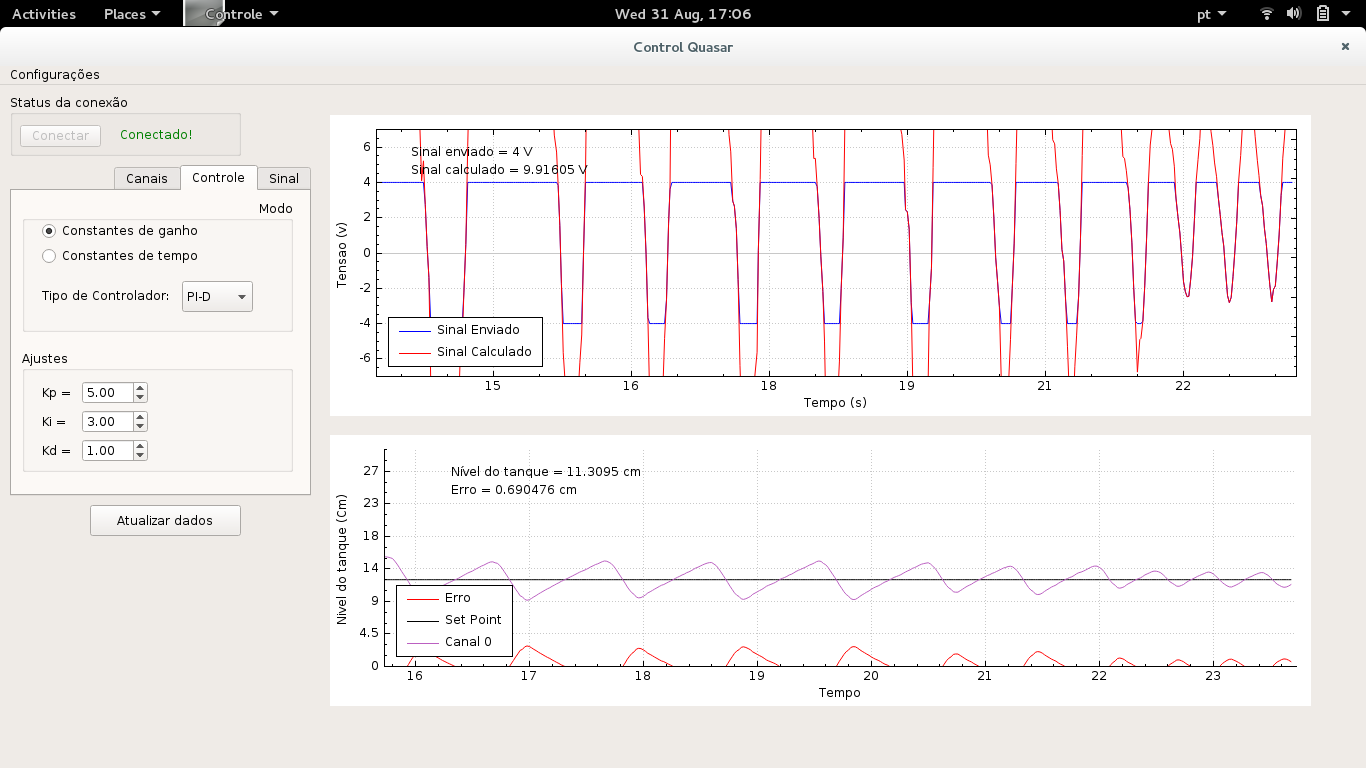 Activities Places Controle Wed 31 Aug, 17:06 pt
Control Quasar
Configurações
Status da conexão
Conectar Conectado!
Canais Controle Sinal
Modo
Constantes de ganho
Constantes de tempo
Tipo de Controlador: PI-D
Ajustes
Kp = 5.00
Ki = 3.00
Kd = 1.00
Atualizar dados
Sinal enviado = 4 V
Sinal calculado = 9.91605 V
Tensao (v)
6
4
2
0
-2
-4
-6
Sinal Enviado
Sinal Calculado
15 16 18 19 21 22
Tempo (s)
Nível do tanque = 11.3095 cm
Erro = 0.690476 cm
Nivel do tanque (Cm)
27
23
18
14
9
4.5
0
Erro
Set Point
Canal 0
16 17 18 19 20 21 22 23
Tempo